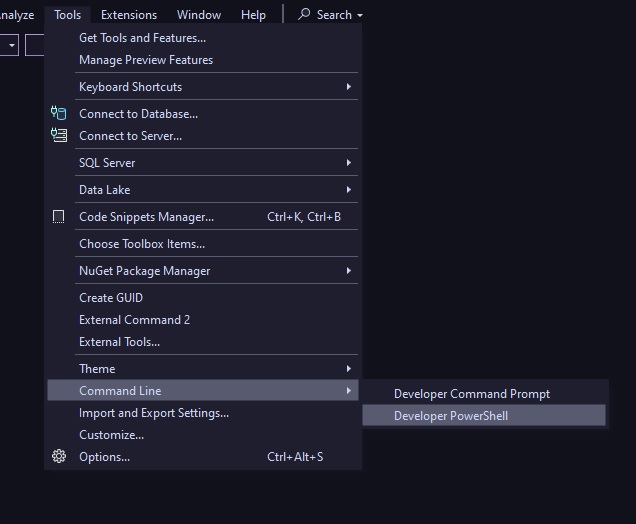 nalyze Tools Extensions Window Help Search
Get Tools and Features...
Manage Preview Features
Keyboard Shortcuts
Connect to Database...
Connect to Server...
SQL Server
Data Lake
Code Snippets Manager... Ctrl+K, Ctrl+B
Choose Toolbox Items...
NuGet Package Manager
Create GUID
External Command 2
External Tools...
Theme
Command Line
Developer Command Prompt
Developer PowerShell
Import and Export Settings...
Customize...
Options... Ctrl+Alt+S